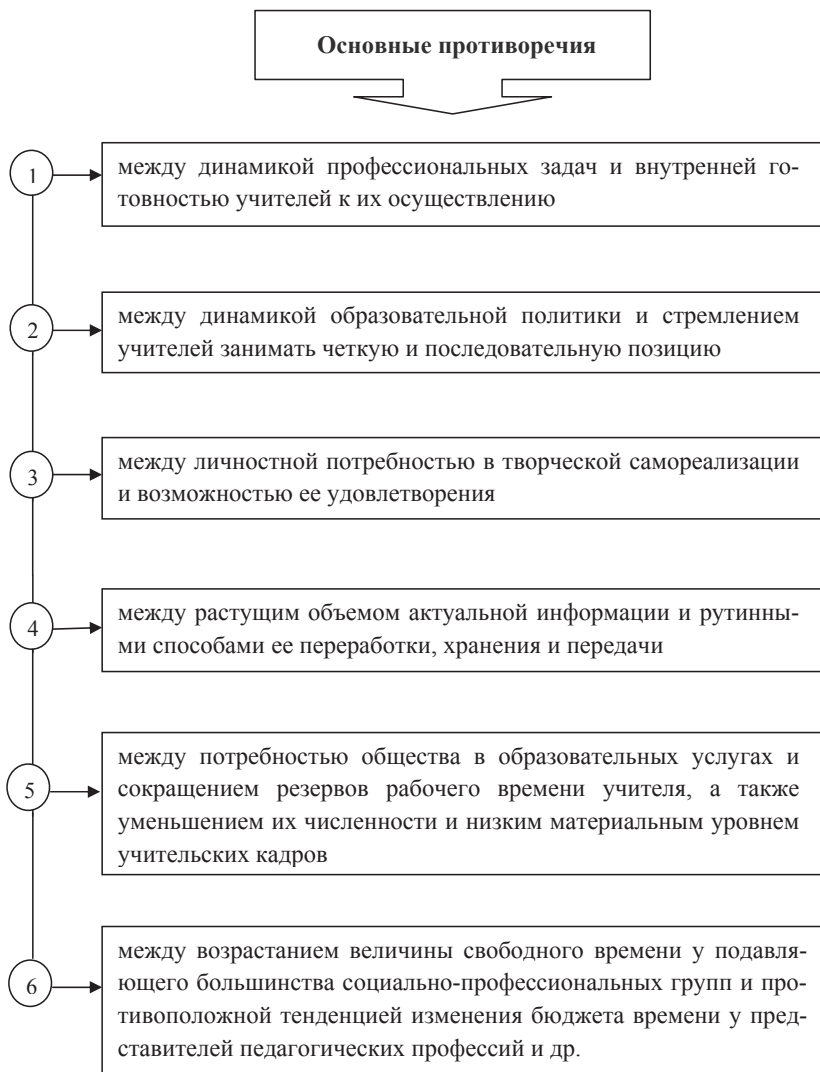 Основные противоречия
1
между динамикой профессиональных задач и внутренней го-
товностью учителей к их осуществлению
2
между динамикой образовательной политики и стремлением
учителей занимать четкую и последовательную позицию
3
между личностной потребностью в творческой самореализации
и возможностью ее удовлетворения
4
между растущим объемом актуальной информации и рутинны-
ми способами ее переработки, хранения и передачи
5
между потребностью общества в образовательных услугах и
сокращением резервов рабочего времени учителя, а также
уменьшением их численности и низким материальным уровнем
учительских кадров
6
между возрастанием величины свободного времени у подавля-
ющего большинства социально-профессиональных групп и про-
тивоположной тенденцией изменения бюджета времени у пред-
ставителей педагогических профессий и др.